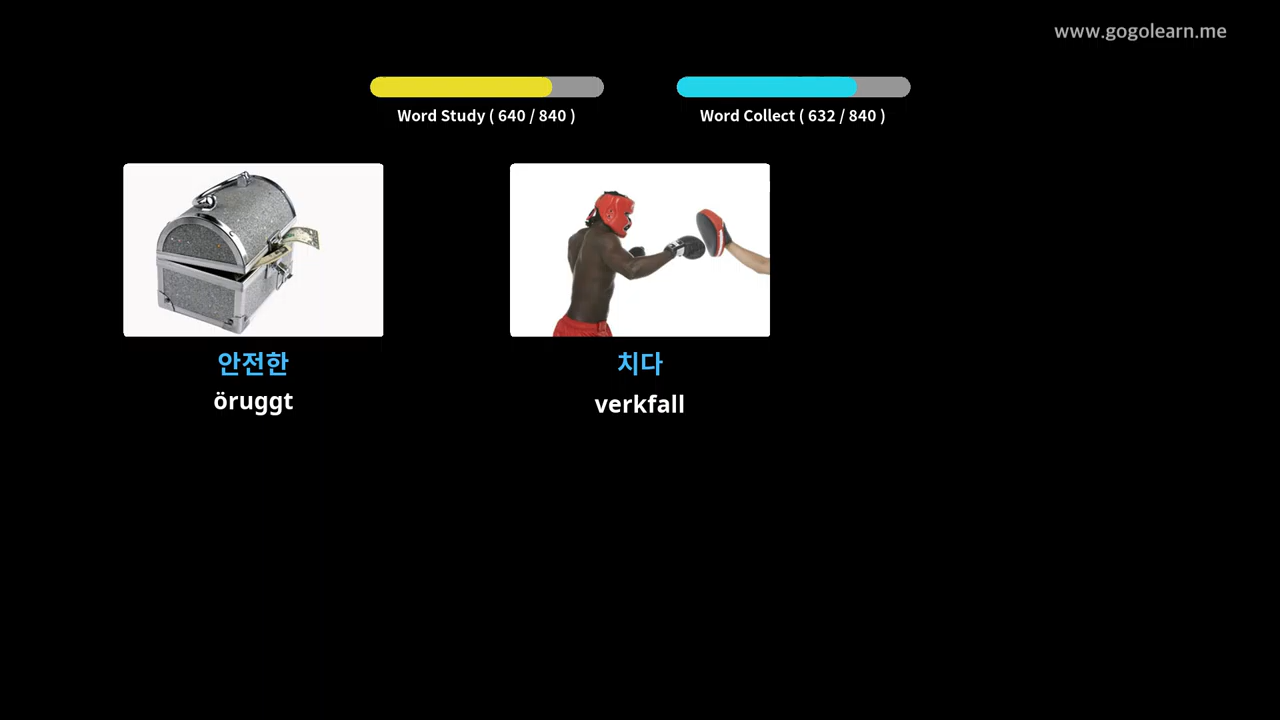 www.gogolearn.me
Word Study ( 640 / 840 )
Word Collect ( 632 / 840 )
안전한
öruggt
치다
verkfall